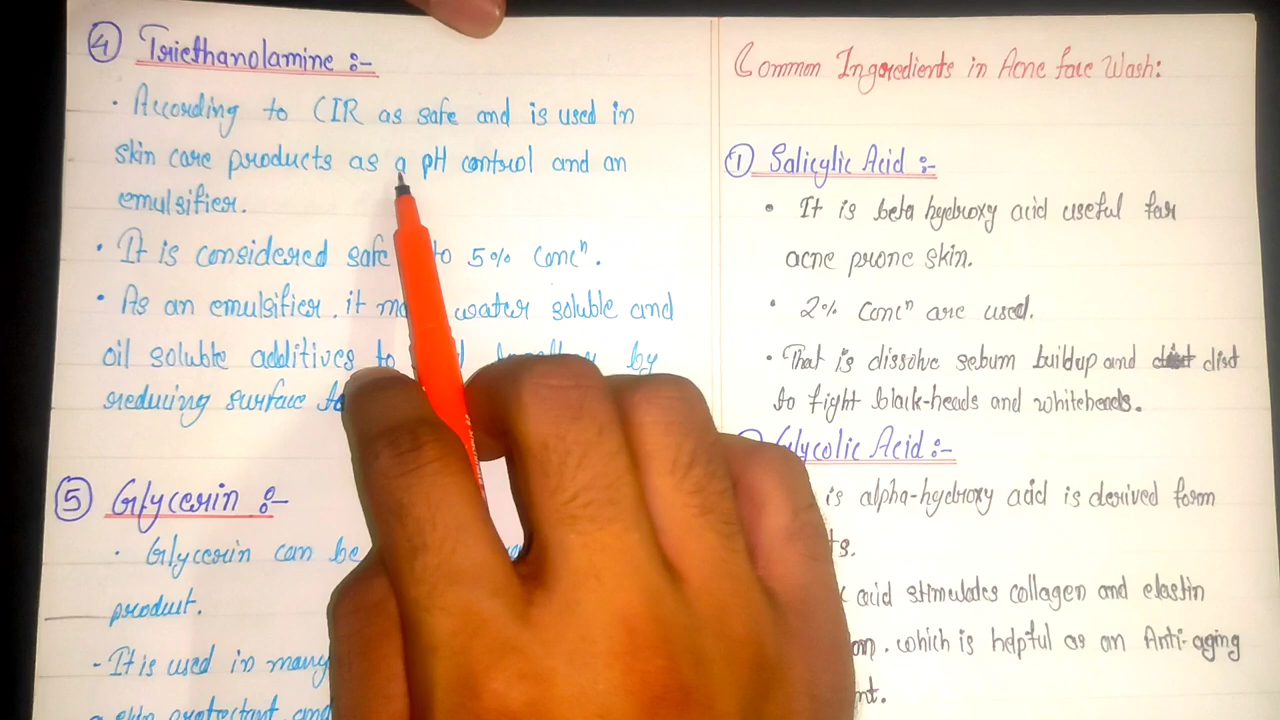 ④ Triethanolamine :-
· According to CIR as safe and is used in
skin care products as a pH control and an
emulsifier.
· It is considered safe to 5% Concⁿ.
· As an emulsifier. it water soluble and
oil soluble additives to by
reducing surface
⑤ Glycerin :-
· Glycerin can be
product.
- It is used in many
a skin protectant and
Common Ingredients in Acne face Wash:
① Salicylic Acid :-
• It is beta hydroxy acid useful for
acne prone skin.
• 2% Concⁿ are used.
• That is dissolve sebum buildup and dist
to fight black-heads and whiteheads.
Glycolic Acid :-
is alpha-hydroxy acid is derived form
acid stimulates collagen and elastin
. which is helpful as an Anti-aging